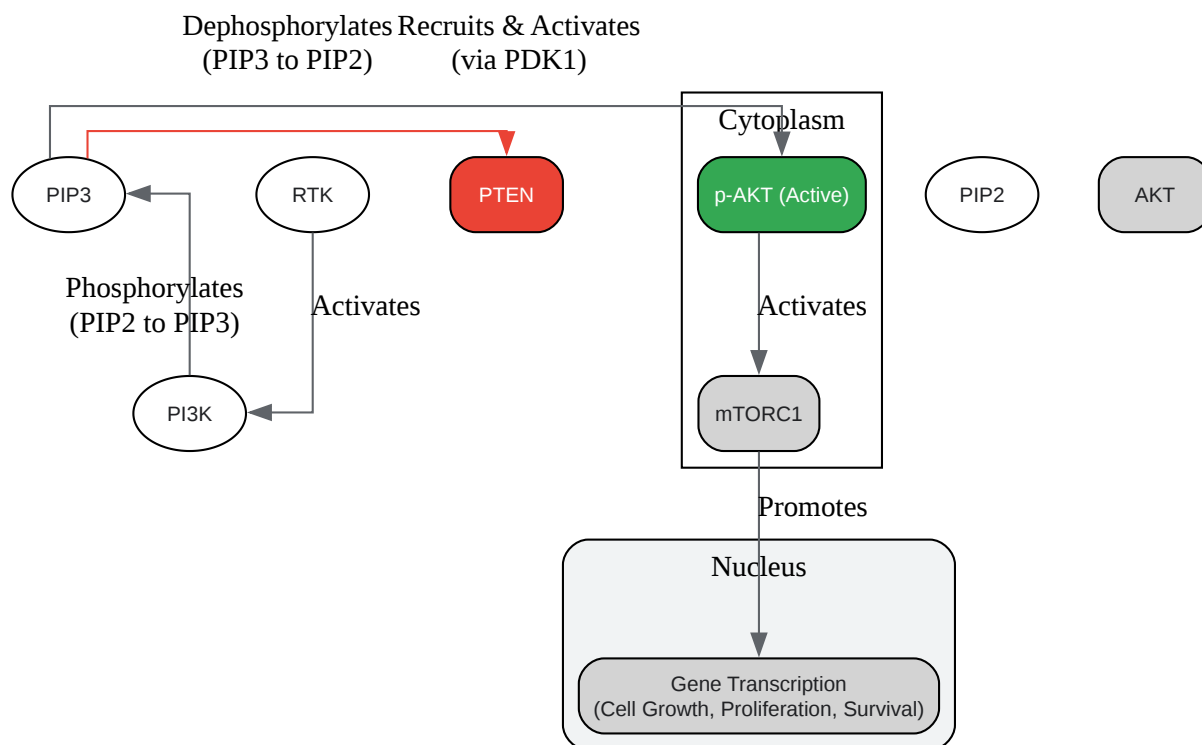 Dephosphorylates
(PIP3 to PIP2)
Recruits & Activates
(via PDK1)
Cytoplasm
PIP3
RTK
PTEN
p-AKT (Active)
PIP2
AKT
Phosphorylates
(PIP2 to PIP3)
Activates
Activates
PI3K
mTORC1
Promotes
Nucleus
Gene Transcription
(Cell Growth, Proliferation, Survival)